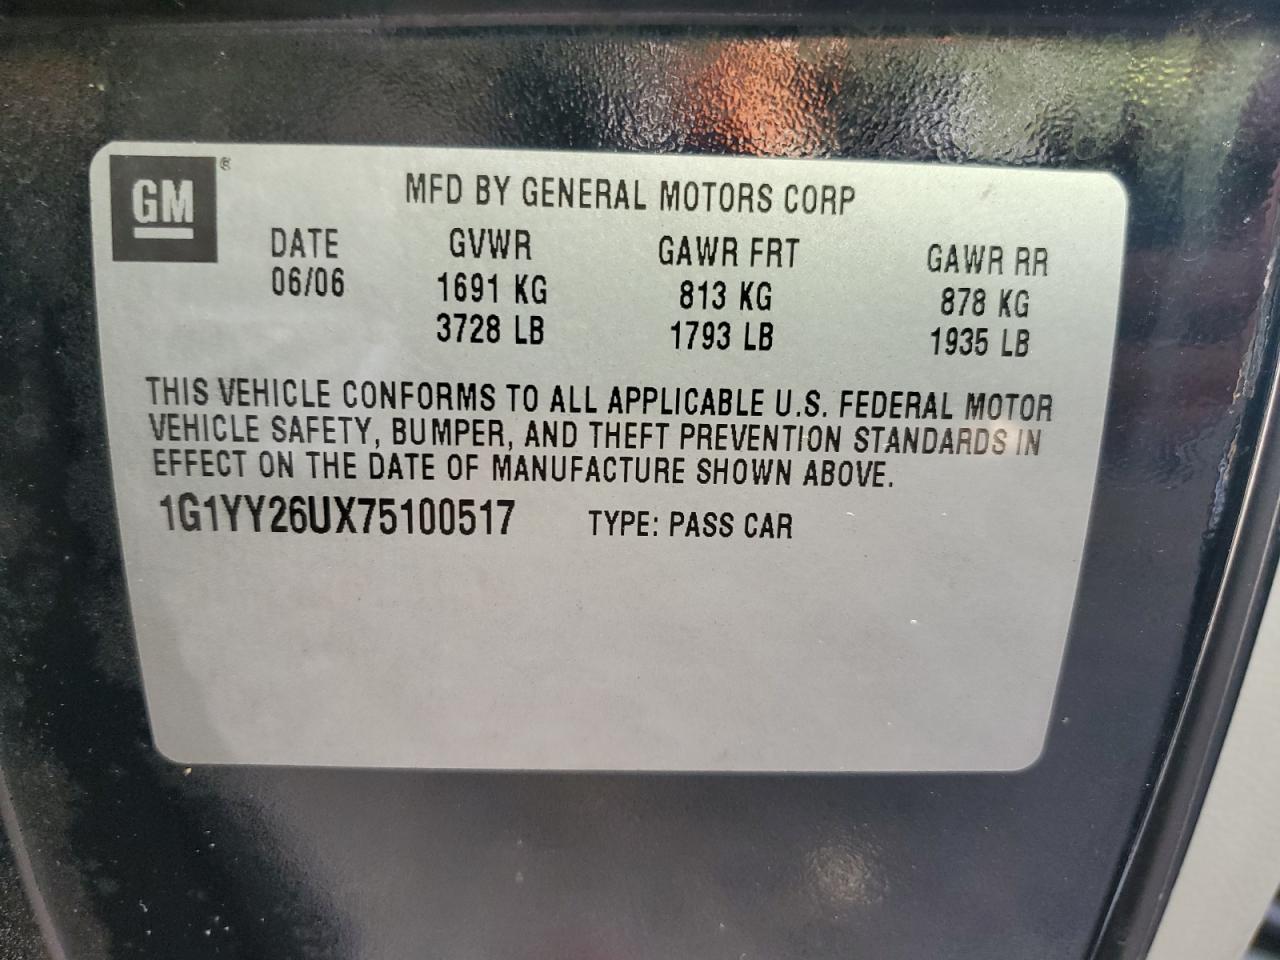 GM ®
MFD BY GENERAL MOTORS CORP
DATE GVWR GAWR FRT GAWR RR
06/06 1691 KG 813 KG 878 KG
3728 LB 1793 LB 1935 LB
THIS VEHICLE CONFORMS TO ALL APPLICABLE U.S. FEDERAL MOTOR
VEHICLE SAFETY, BUMPER, AND THEFT PREVENTION STANDARDS IN
EFFECT ON THE DATE OF MANUFACTURE SHOWN ABOVE.
1G1YY26UX75100517 TYPE: PASS CAR